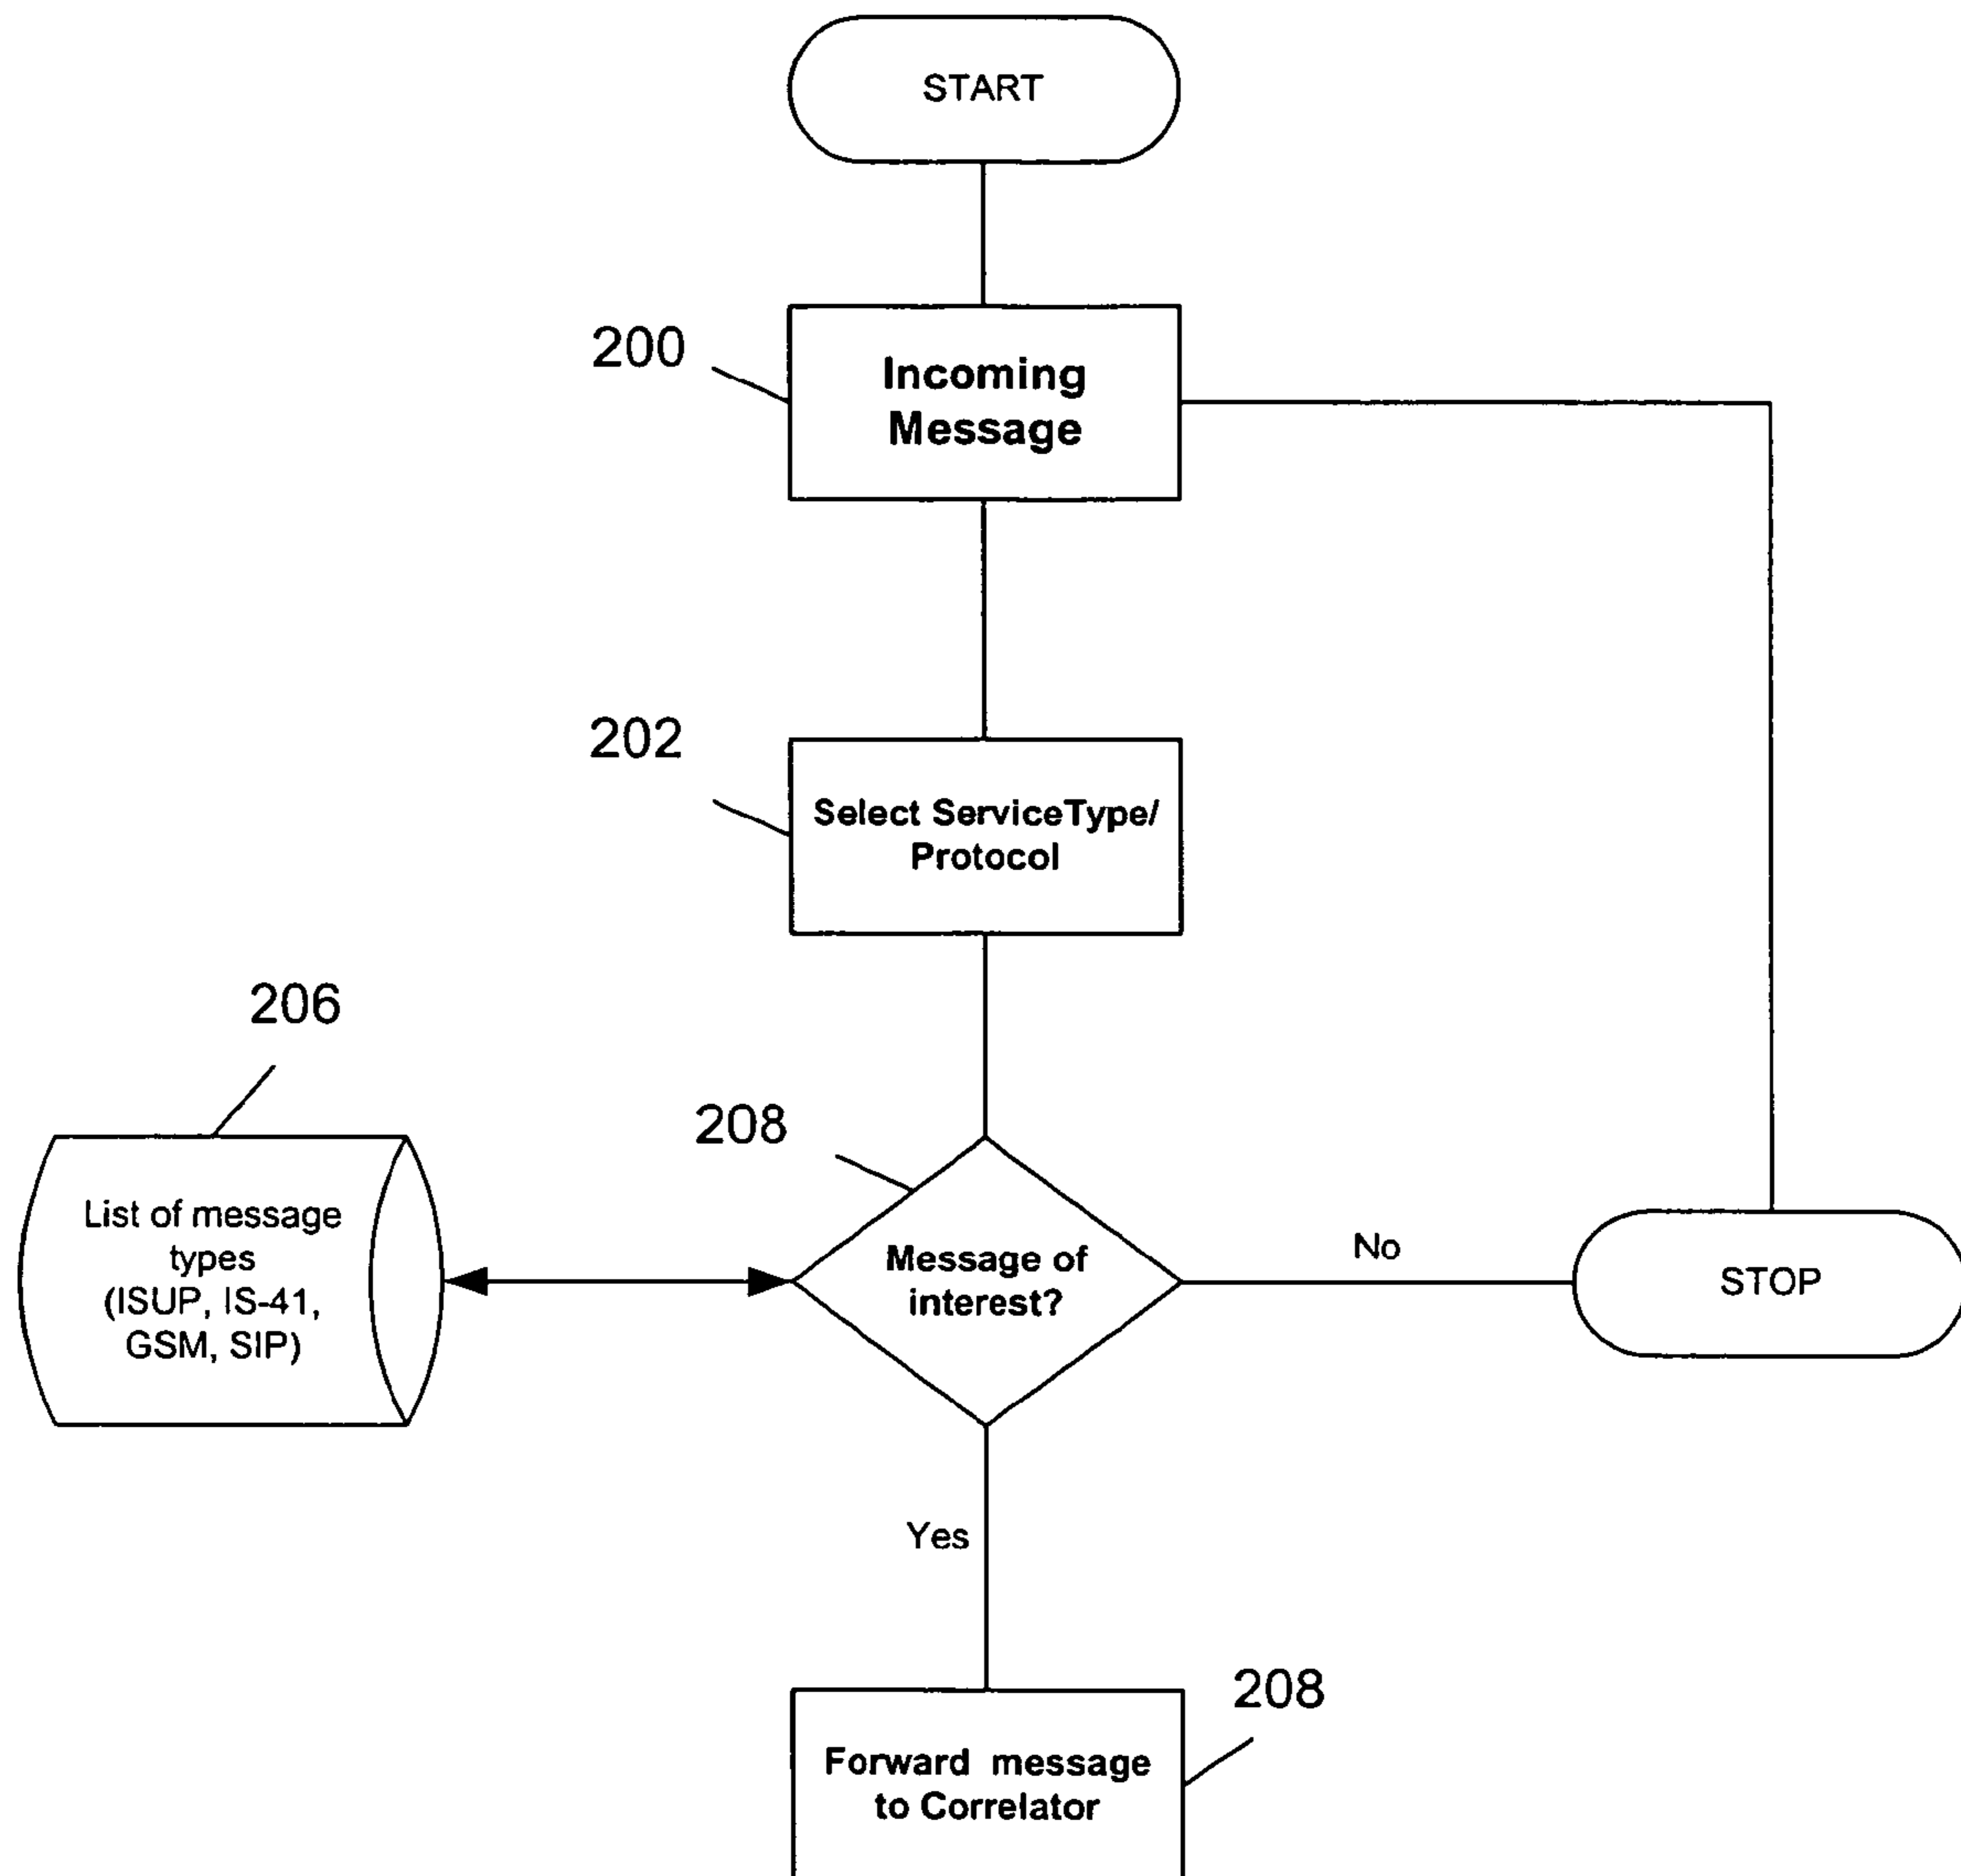 START
200
Incoming
Message
202
Select ServiceType/
Protocol
206
208
List of message
types
(ISUP, IS-41,
GSM, SIP)
Message of
interest?
No
STOP
Yes
208
Forward message
to Correlator